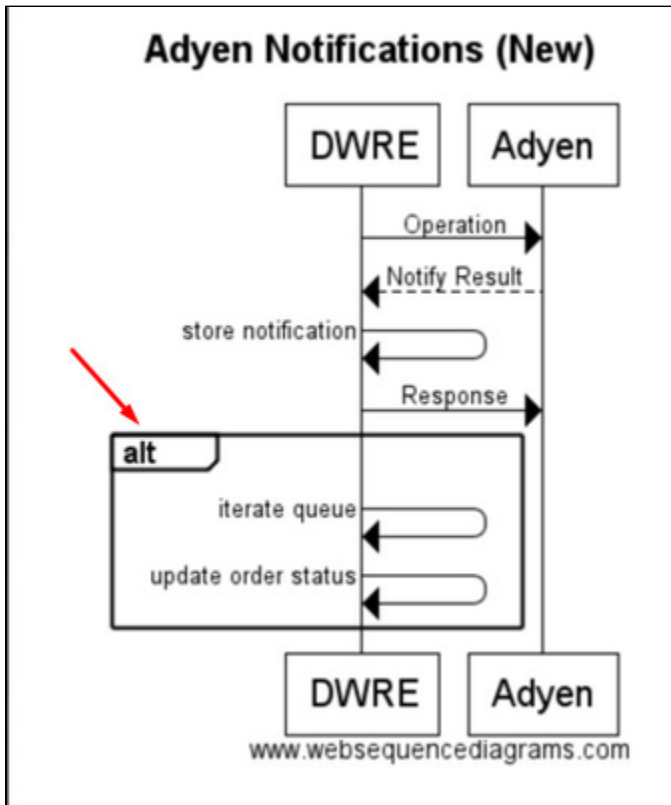 Adyen Notifications (New)
DWRE
Adyen
Operation
Notify Result
store notification
Response
alt
iterate queue
update order status
DWRE
Adyen
www.websequencediagrams.com